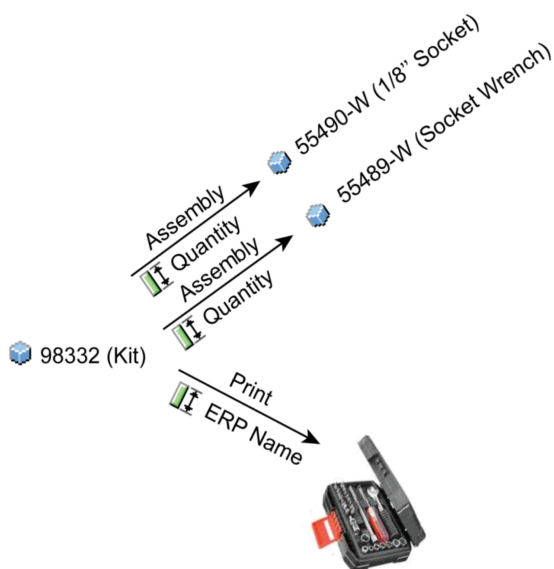 55490-W (1/8” Socket)
55489-W (Socket Wrench)
Assembly
Quantity
Assembly
Quantity
98332 (Kit)
Print
ERP Name